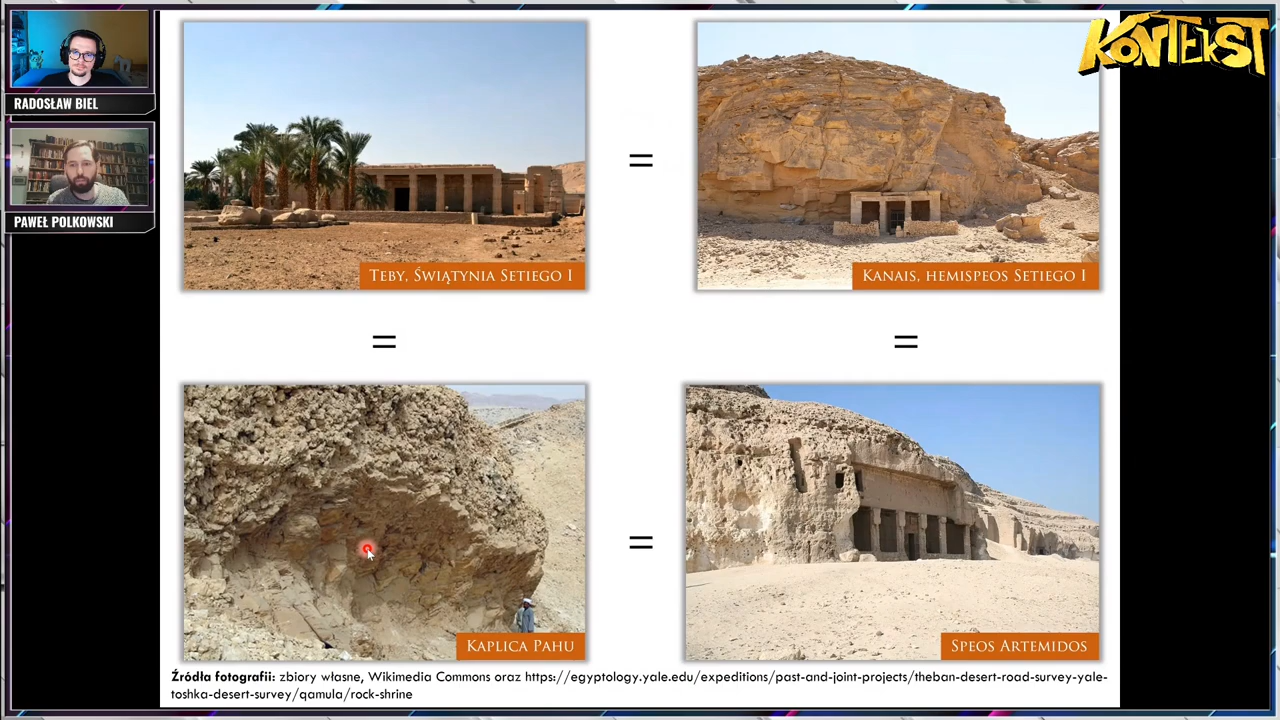 KONTEKST
RADOSŁAW BIEL
PAWEŁ POLKOWSKI
=
TEBY, ŚWIĄTYNIA SETIEGO I
KANAIS, HEMISPEOS SETIEGO I
=
=
=
KAPLICA PAHU
SPEOS ARTEMIDOS
Źródła fotografii: zbiory własne, Wikimedia Commons oraz https://egyptology.yale.edu/expeditions/past-and-joint-projects/theban-desert-road-survey-yale-
toshka-desert-survey/qamula/rock-shrine